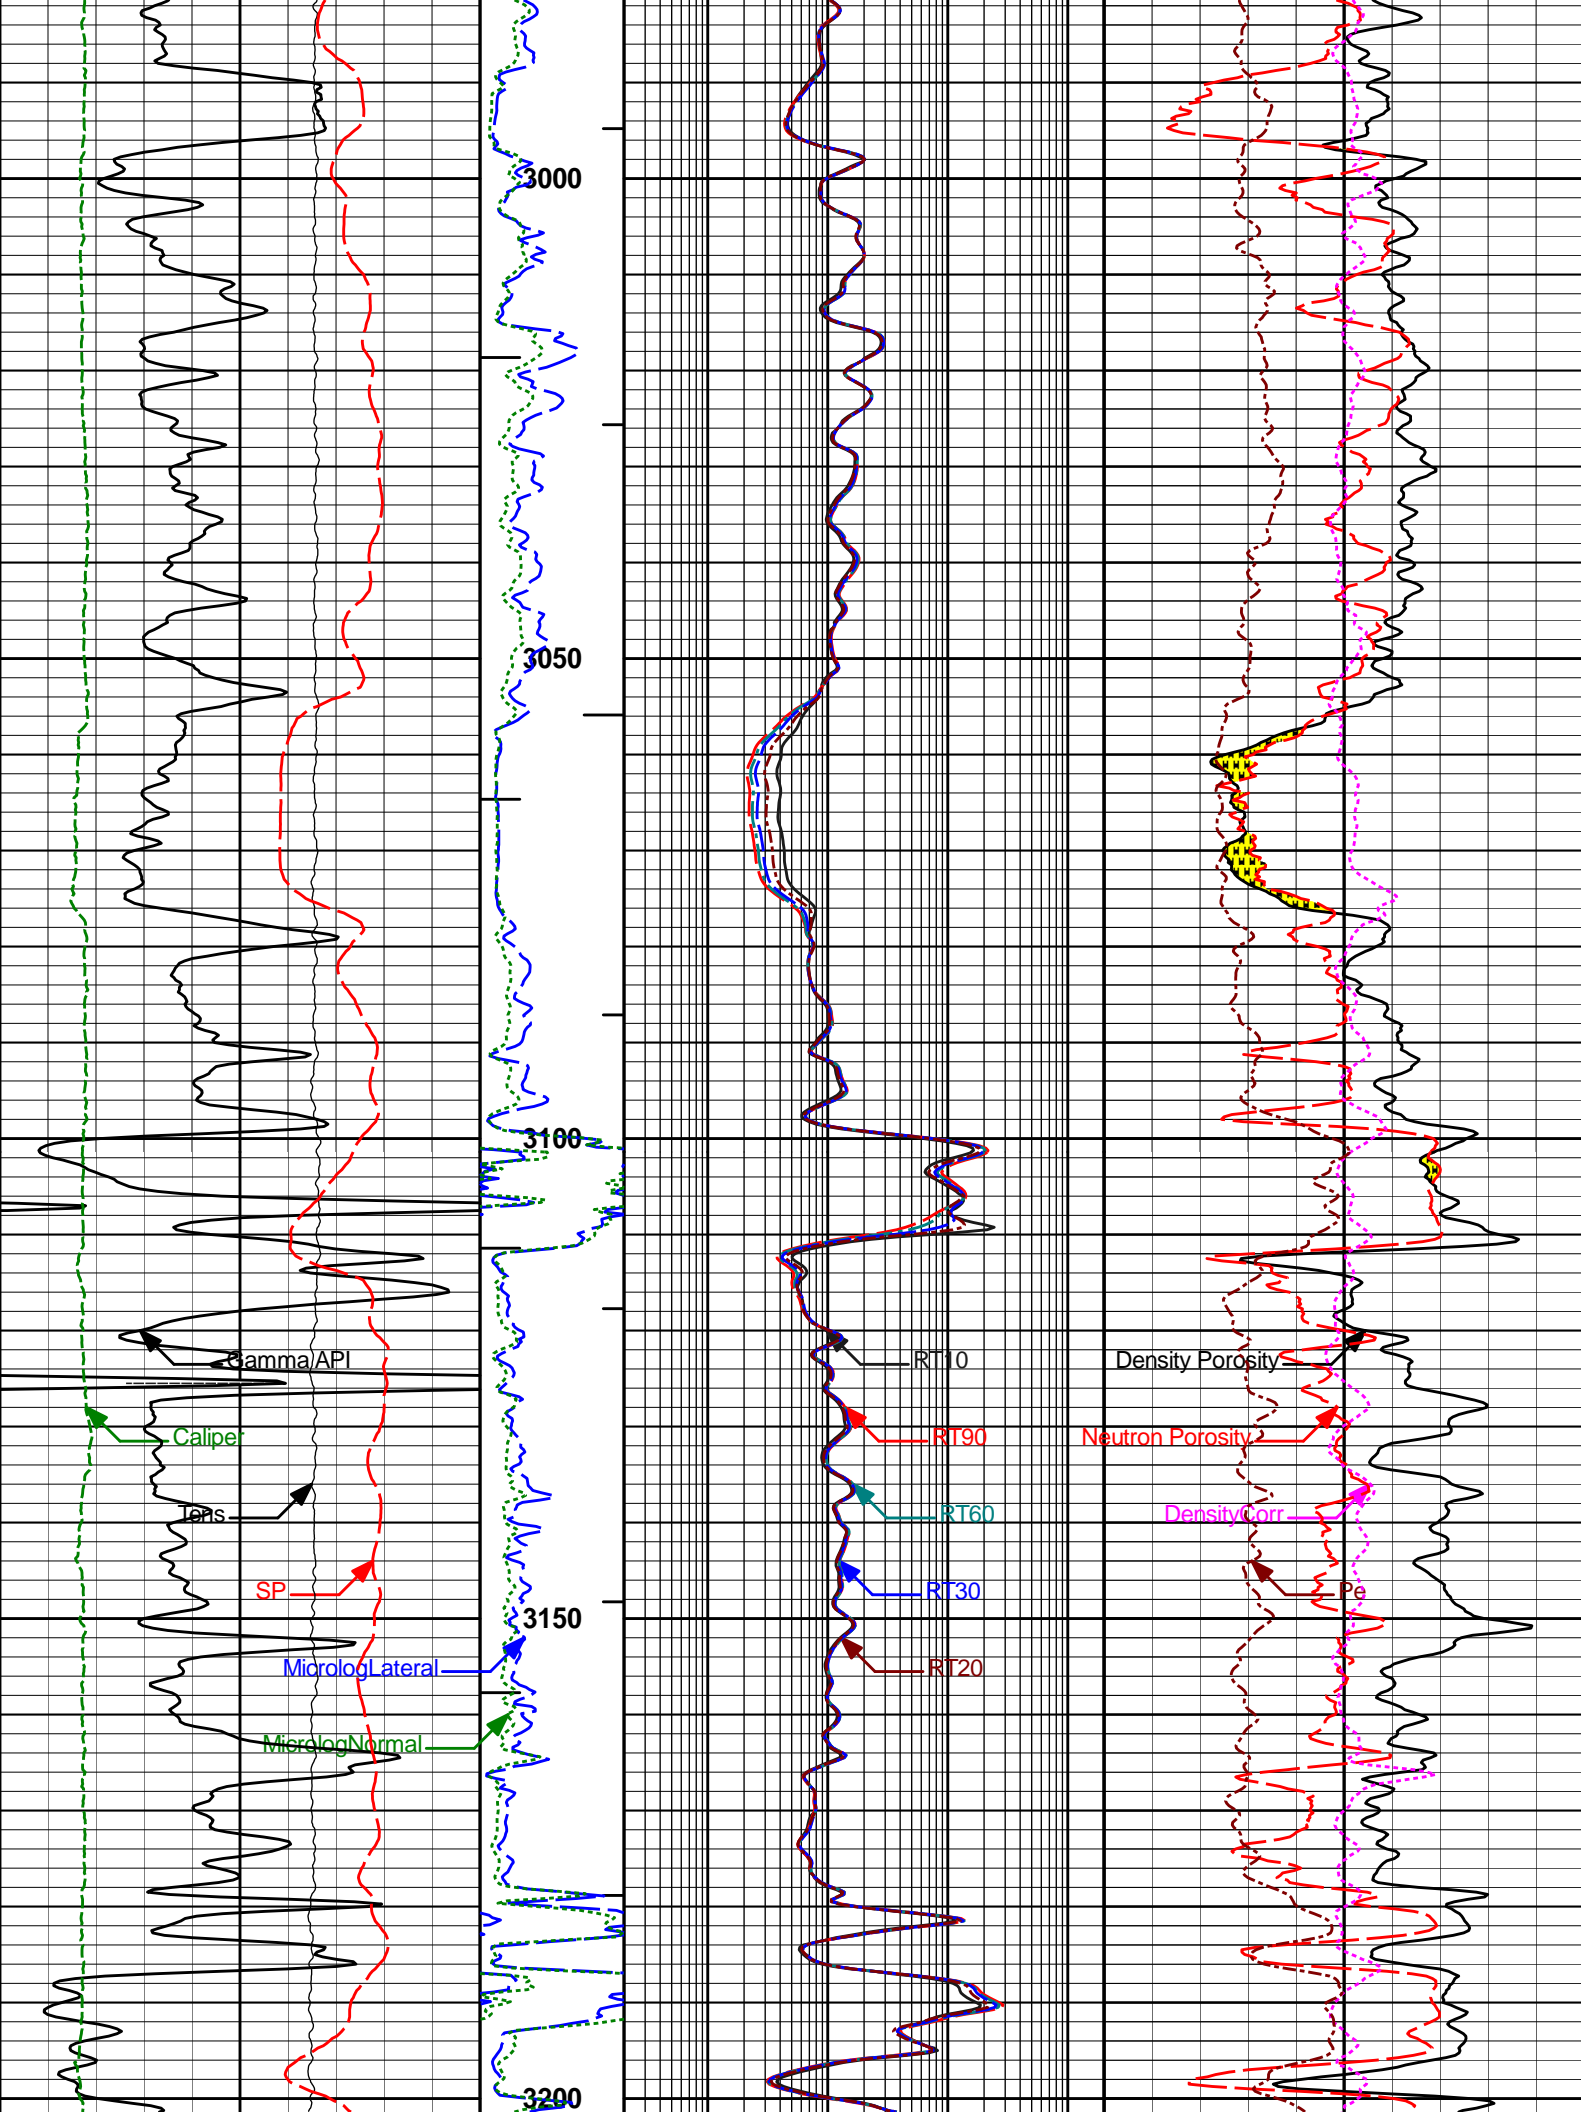 3000
3050
3100
Gamma API
RT10
Density Porosity
Caliper
RT90
Neutron Porosity
Tens
RT60
DensityCorr
SP
RT30
Pe
3150
MicrologLateral
RT20
MicrologNormal
3200